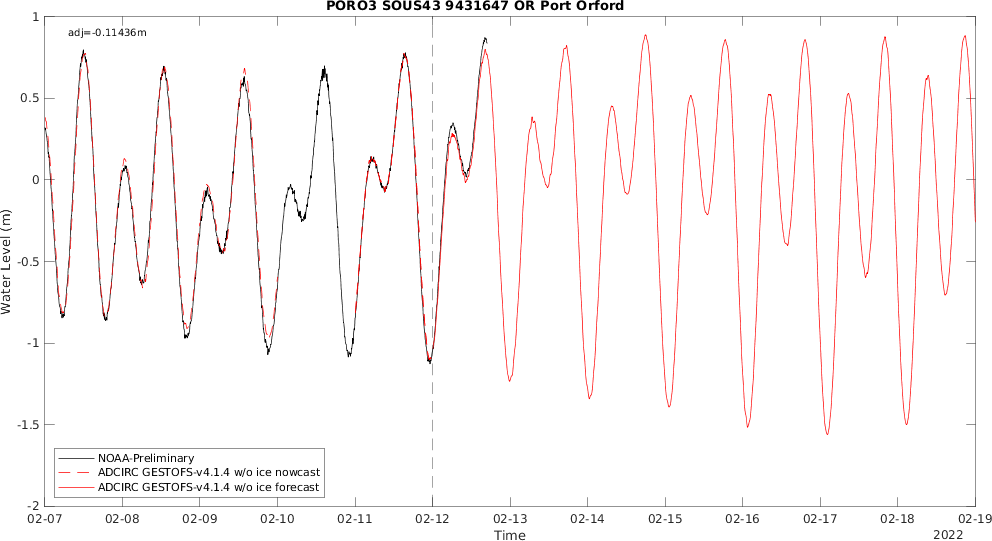 PORO3 SOUS43 9431647 OR Port Orford
adj=-0.11436m
1
0.5
0
-0.5
-1
-1.5
-2
Water Level (m)
NOAA-Preliminary
ADCIRC GESTOFS-v4.1.4 w/o ice nowcast
ADCIRC GESTOFS-v4.1.4 w/o ice forecast
02-07 02-08 02-09 02-10 02-11 02-12 02-13 02-14 02-15 02-16 02-17 02-18 02-19
Time
2022